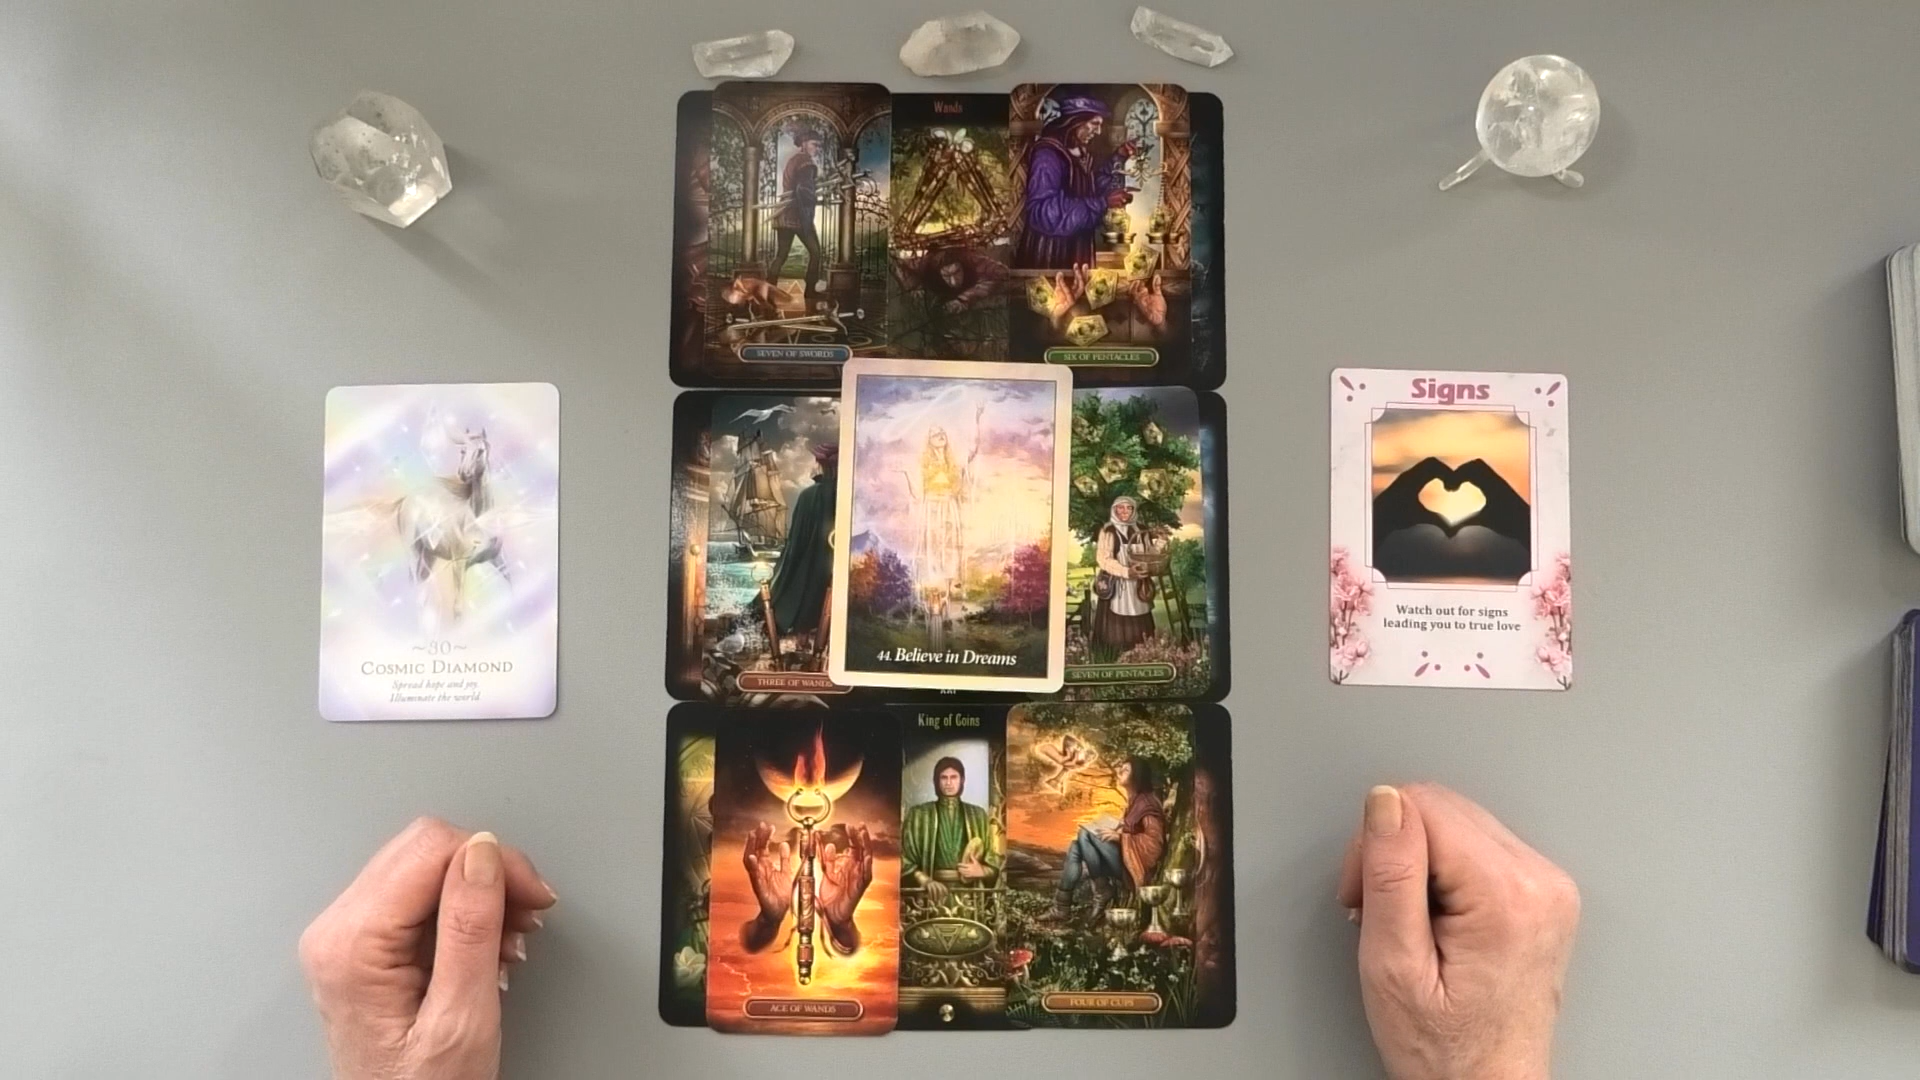 Wands
SEVEN OF SWORDS
SIX OF PENTACLES
~30~
COSMIC DIAMOND
Spread hope and joy.
Illuminate the world.
THREE OF WANDS
44. Believe in Dreams
SEVEN OF PENTACLES
XXI
Signs
Watch out for signs
leading you to true love
King of Coins
ACE OF WANDS
FOUR OF CUPS